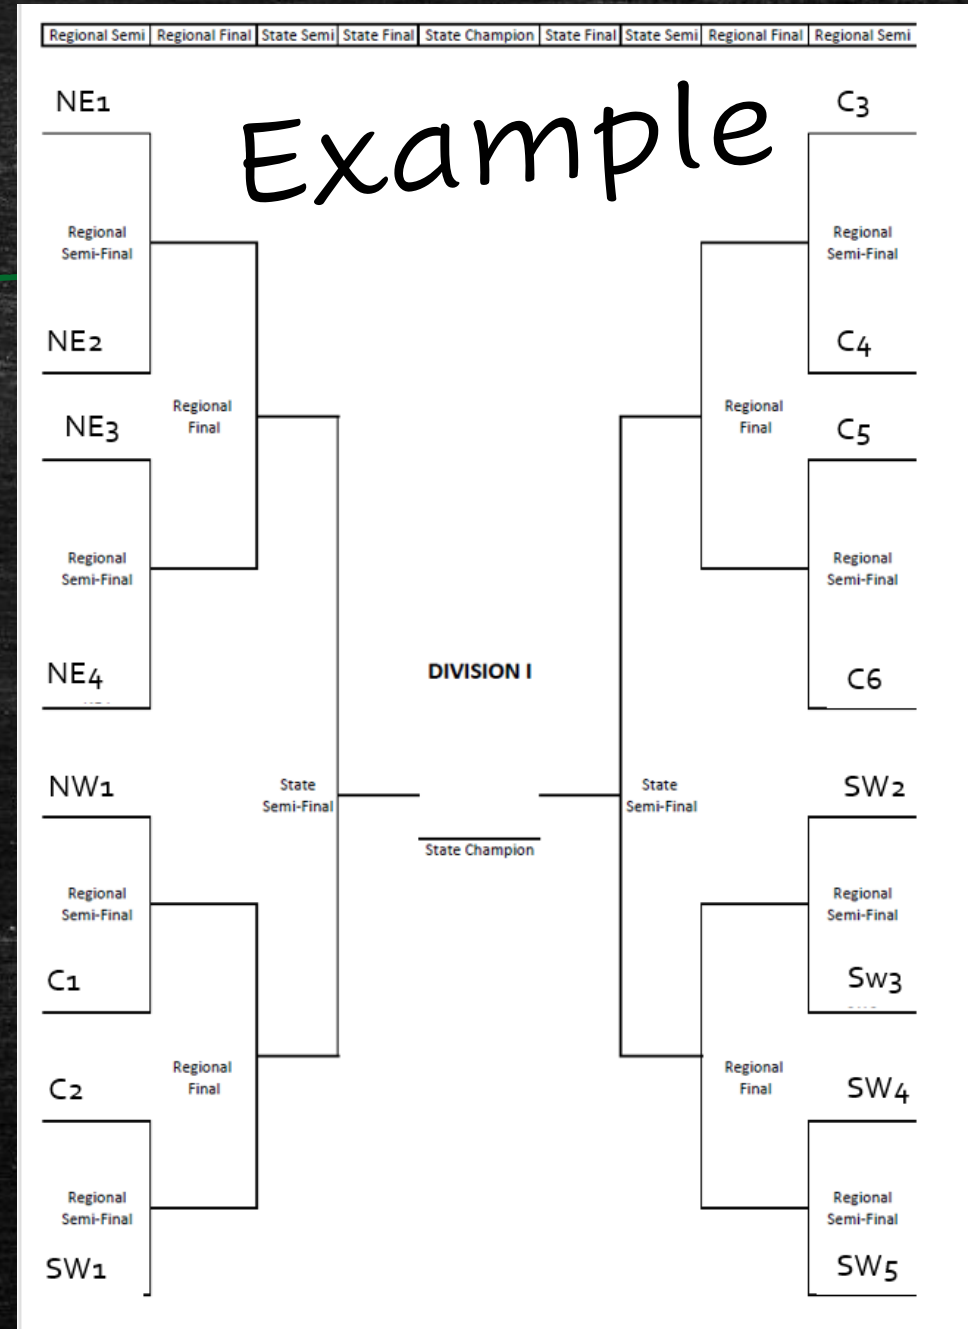 Regional Semi Regional Final State Semi State Final State Champion State Final State Semi Regional Final Regional Semi
Example
NE1
C3
Regional
Semi-Final
Regional
Semi-Final
NE2
C4
Regional
Final
Regional
Final
NE3
C5
Regional
Semi-Final
Regional
Semi-Final
NE4
C6
DIVISION I
NW1
SW2
State
Semi-Final
State
Semi-Final
State Champion
Regional
Semi-Final
Regional
Semi-Final
C1
Sw3
Regional
Final
Regional
Final
C2
SW4
Regional
Semi-Final
Regional
Semi-Final
SW1
SW5